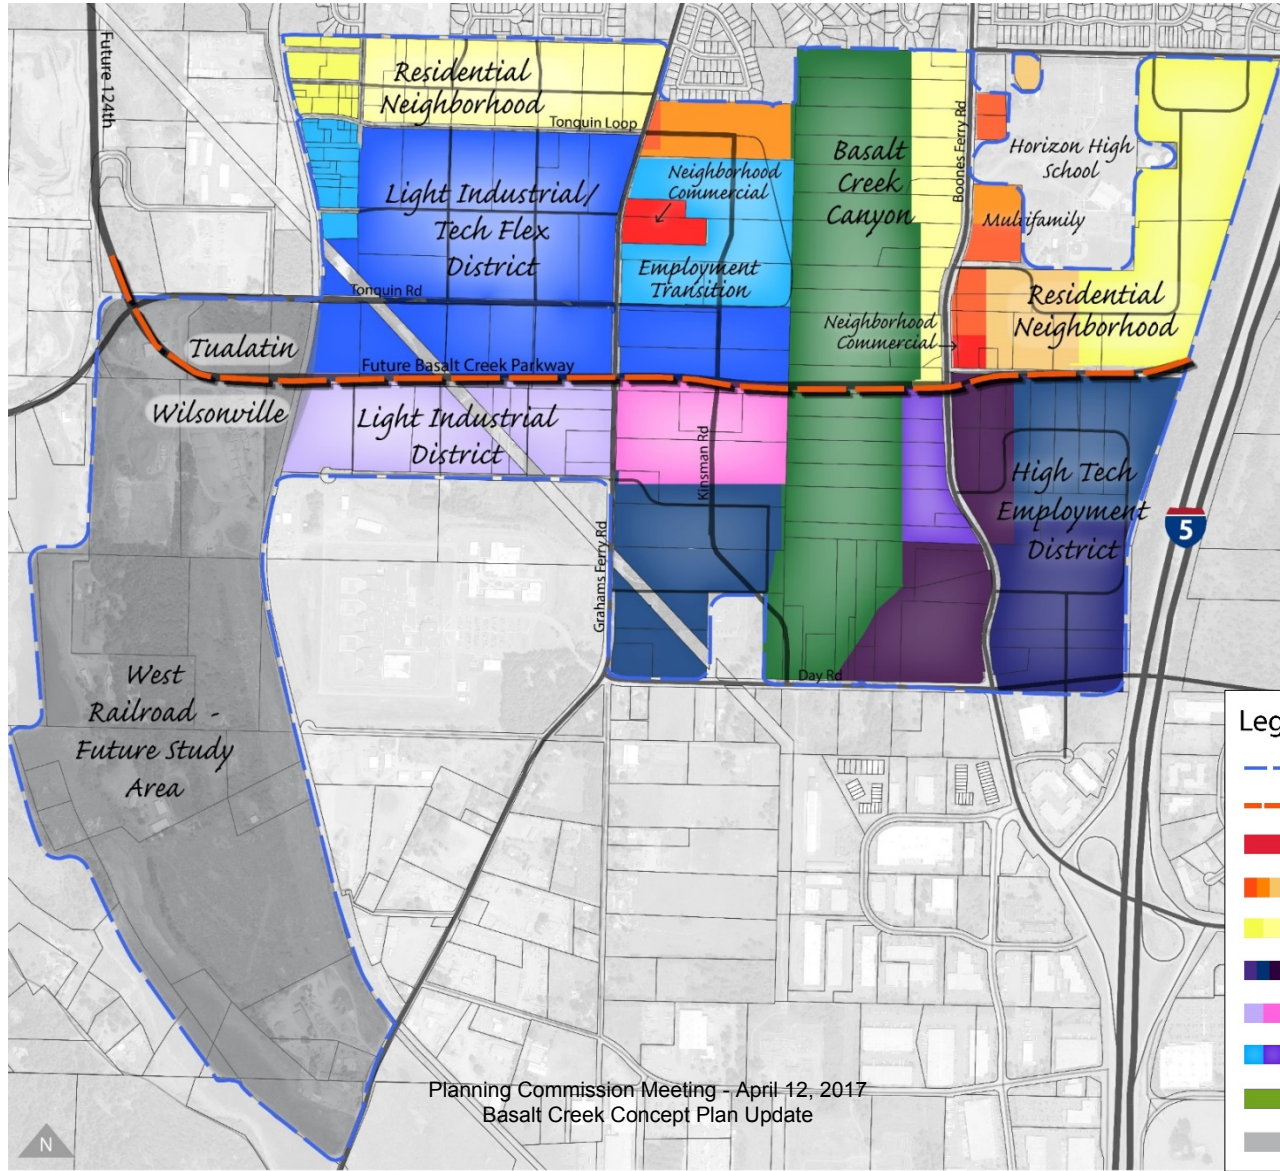 Future 124th
Residential
Neighborhood
Tonquin Loop
Light Industrial/
Tech Flex
District
Neighborhood
Commercial
Employment
Transition
Basalt
Creek
Canyon
Boones Ferry Rd
Horizon High
School
Multifamily
Residential
Neighborhood
Neighborhood
Commercial
Tonquin Rd
Tualatin
Future Basalt Creek Parkway
Wilsonville
Light Industrial
District
Kinsman Rd
High Tech
Employment
District
5
Grahams Ferry Rd
Day Rd
West
Railroad -
Future Study
Area
Leg
Planning Commission Meeting - April 12, 2017
Basalt Creek Concept Plan Update
N